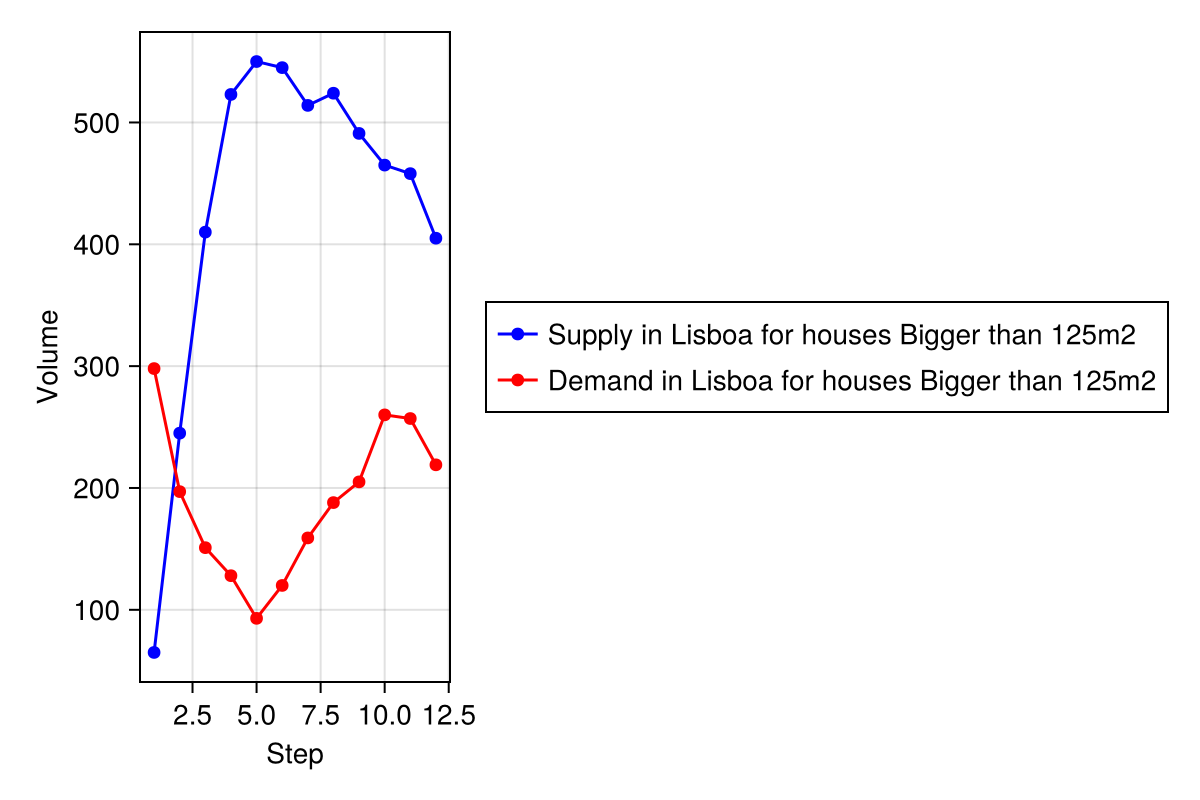 500
400
300
200
100
Volume
2.5 5.0 7.5 10.0 12.5
Step
Supply in Lisboa for houses Bigger than 125m2
Demand in Lisboa for houses Bigger than 125m2